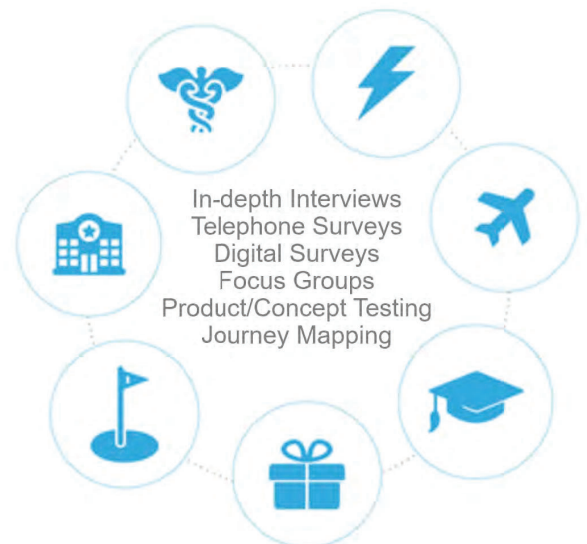 In-depth Interviews
Telephone Surveys
Digital Surveys
Focus Groups
Product/Concept Testing
Journey Mapping